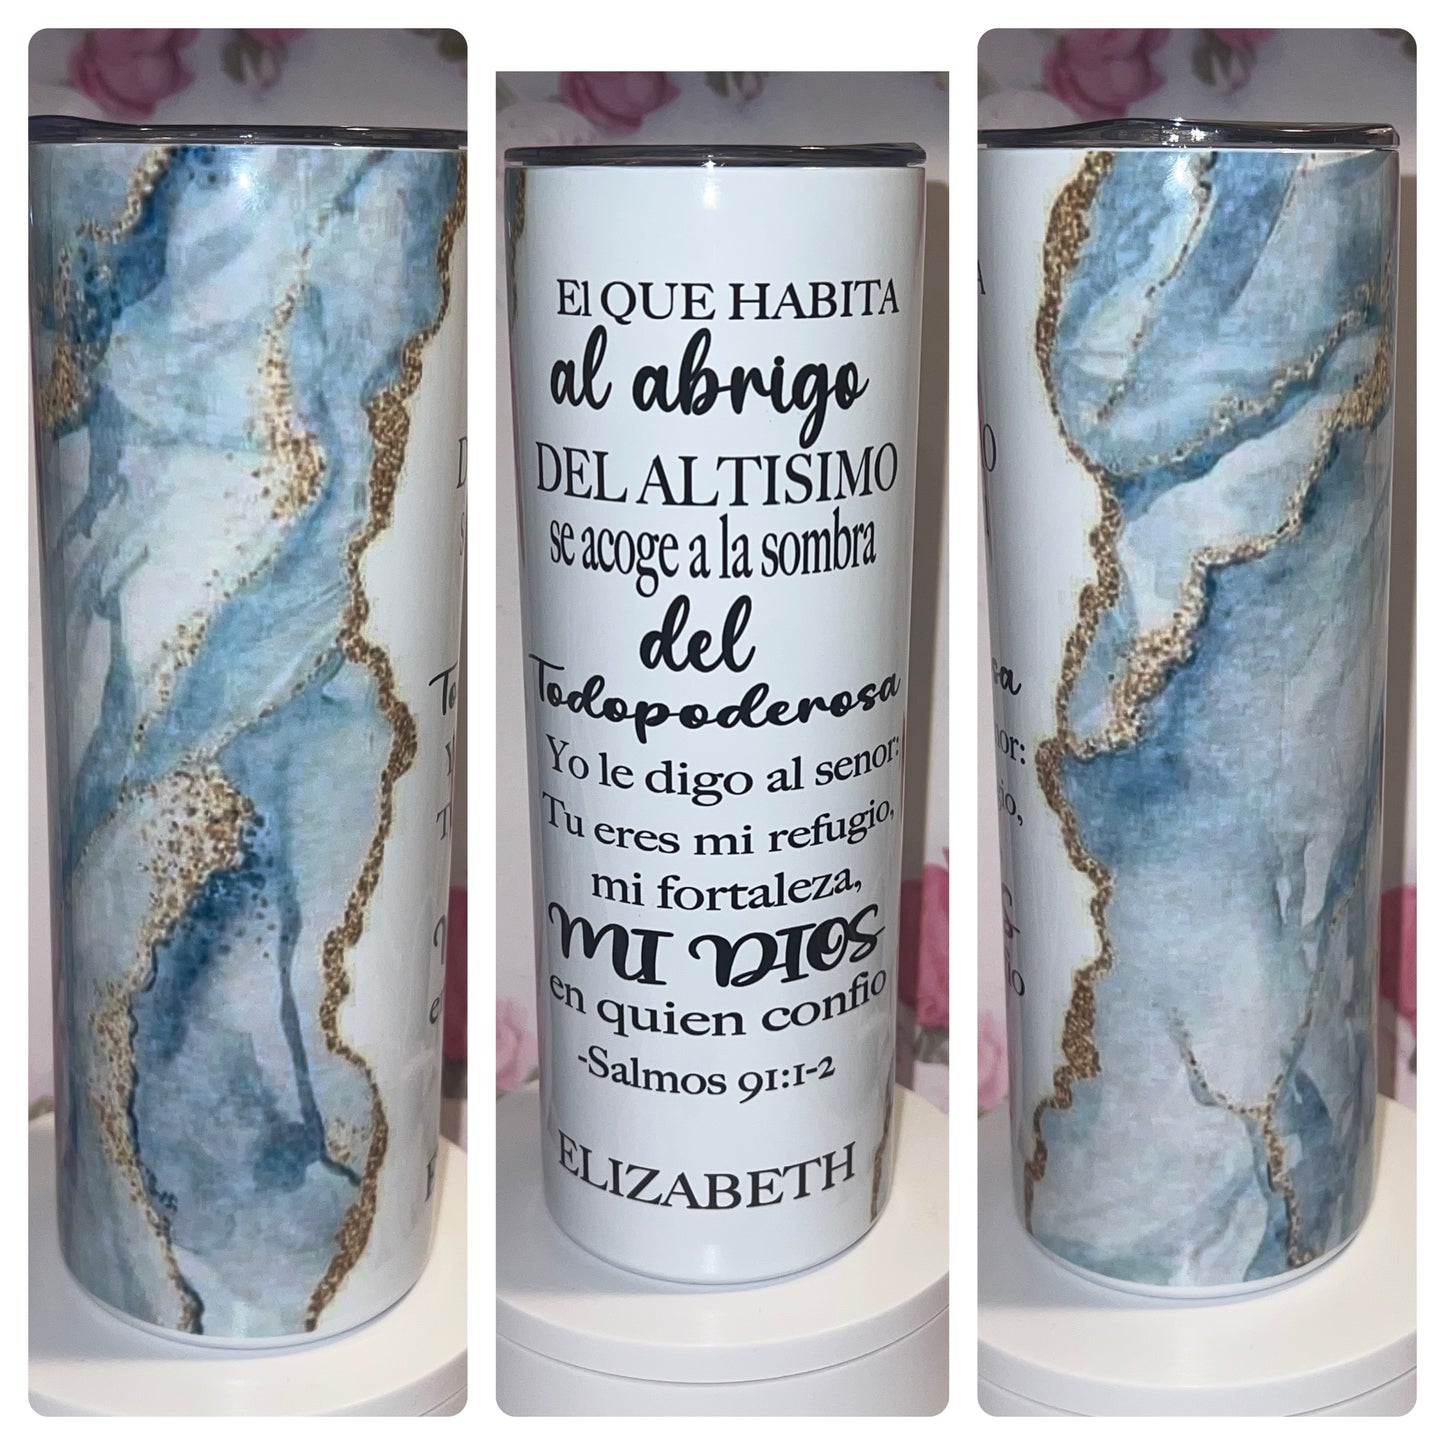 El QUE HABITA
al abrigo
DEL ALTISIMO
se acoge a la sombra
del
Todopoderosa
Yo le digo al senor:
Tu eres mi refugio,
mi fortaleza,
MI DIOS
en quien confio
-Salmos 91:1-2
ELIZABETH